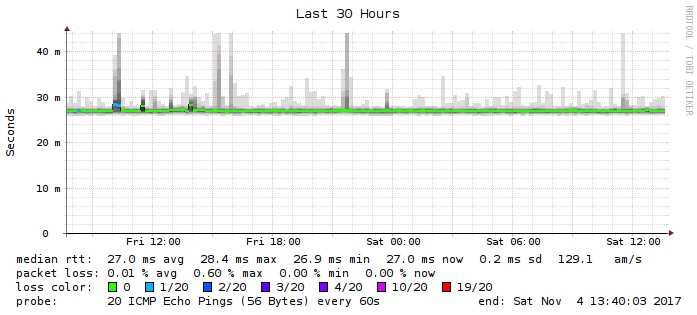 Last 30 Hours
RRDTOOL / TOBI OETIKER
Seconds
40 m
30 m
20 m
10 m
0
Fri 12:00 Fri 18:00 Sat 00:00 Sat 06:00 Sat 12:00
median rtt: 27.0 ms avg 28.4 ms max 26.9 ms min 27.0 ms now 0.2 ms sd 129.1 am/s
packet loss: 0.01 % avg 0.60 % max 0.00 % min 0.00 % now
loss color: 0 1/20 2/20 3/20 4/20 10/20 19/20
probe: 20 ICMP Echo Pings (56 Bytes) every 60s end: Sat Nov 4 13:40:03 2017